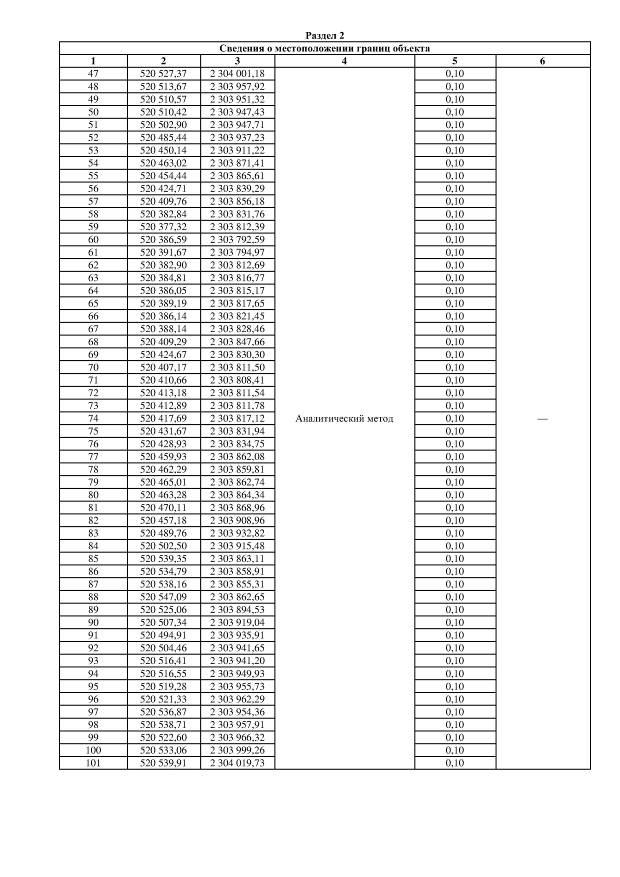 Раздел 2
Сведения о местоположении границ объекта
1 2 3 4 5 6
47 520 527,37 2 304 001,18 0,10
48 520 513,67 2 303 957,92 0,10
49 520 510,57 2 303 951,32 0,10
50 520 510,42 2 303 947,43 0,10
51 520 502,90 2 303 947,71 0,10
52 520 485,44 2 303 937,23 0,10
53 520 450,14 2 303 911,22 0,10
54 520 463,02 2 303 871,41 0,10
55 520 454,44 2 303 865,61 0,10
56 520 424,71 2 303 839,29 0,10
57 520 409,76 2 303 856,18 0,10
58 520 382,84 2 303 831,76 0,10
59 520 377,32 2 303 812,39 0,10
60 520 386,59 2 303 792,59 0,10
61 520 391,67 2 303 794,97 0,10
62 520 382,90 2 303 812,69 0,10
63 520 384,81 2 303 816,77 0,10
64 520 386,05 2 303 815,17 0,10
65 520 389,19 2 303 817,65 0,10
66 520 386,14 2 303 821,45 0,10
67 520 388,14 2 303 828,46 0,10
68 520 409,29 2 303 847,66 0,10
69 520 424,67 2 303 830,30 0,10
70 520 407,17 2 303 811,50 0,10
71 520 410,66 2 303 808,41 0,10
72 520 413,18 2 303 811,54 0,10
73 520 412,89 2 303 811,78 0,10
74 520 417,69 2 303 817,12 Аналитический метод 0,10 —
75 520 431,67 2 303 831,94 0,10
76 520 428,93 2 303 834,75 0,10
77 520 459,93 2 303 862,08 0,10
78 520 462,29 2 303 859,81 0,10
79 520 465,01 2 303 862,74 0,10
80 520 463,28 2 303 864,34 0,10
81 520 470,11 2 303 868,96 0,10
82 520 457,18 2 303 908,96 0,10
83 520 489,76 2 303 932,82 0,10
84 520 502,50 2 303 915,48 0,10
85 520 539,35 2 303 863,11 0,10
86 520 534,79 2 303 858,91 0,10
87 520 538,16 2 303 855,31 0,10
88 520 547,09 2 303 862,65 0,10
89 520 525,06 2 303 894,53 0,10
90 520 507,34 2 303 919,04 0,10
91 520 494,91 2 303 935,91 0,10
92 520 504,46 2 303 941,65 0,10
93 520 516,41 2 303 941,20 0,10
94 520 516,55 2 303 949,93 0,10
95 520 519,28 2 303 955,73 0,10
96 520 521,33 2 303 962,29 0,10
97 520 536,87 2 303 954,36 0,10
98 520 538,71 2 303 957,91 0,10
99 520 522,60 2 303 966,32 0,10
100 520 533,06 2 303 999,26 0,10
101 520 539,91 2 304 019,73 0,10